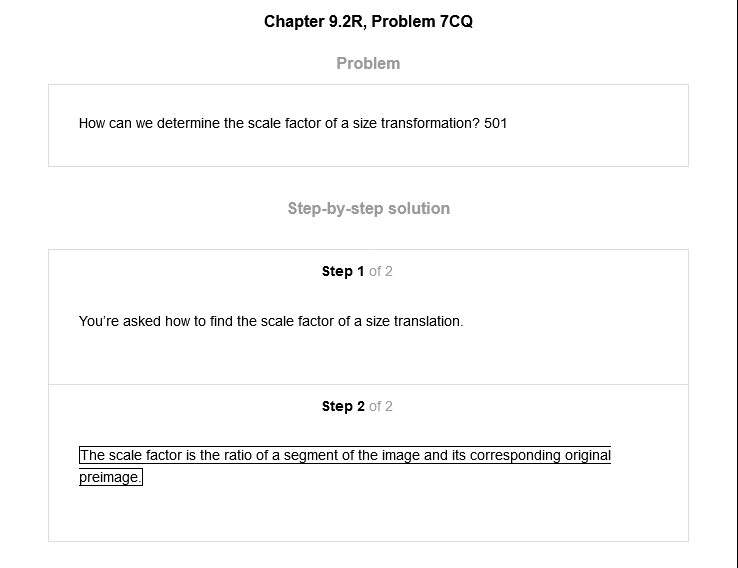 Chapter 9.2R, Problem 7CQ
Problem
How can we determine the scale factor of a size transformation? 501
Step-by-step solution
Step 1 of 2
You’re asked how to find the scale factor of a size translation.
Step 2 of 2
The scale factor is the ratio of a segment of the image and its corresponding original
preimage.